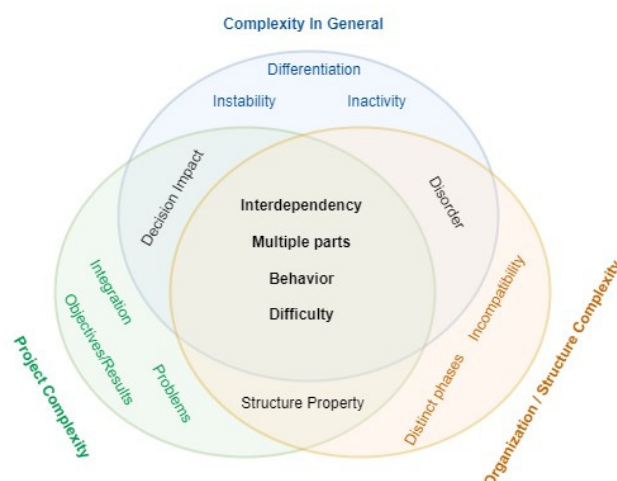 Complexity In General
Differentiation
Instability
Inactivity
Decision Impact
Disorder
Interdependency
Multiple parts
Behavior
Difficulty
Integration
Objectives/Results
Problems
Incompatibility
Distinct phases
Structure Property
Project Complexity
Organization / Structure Complexity